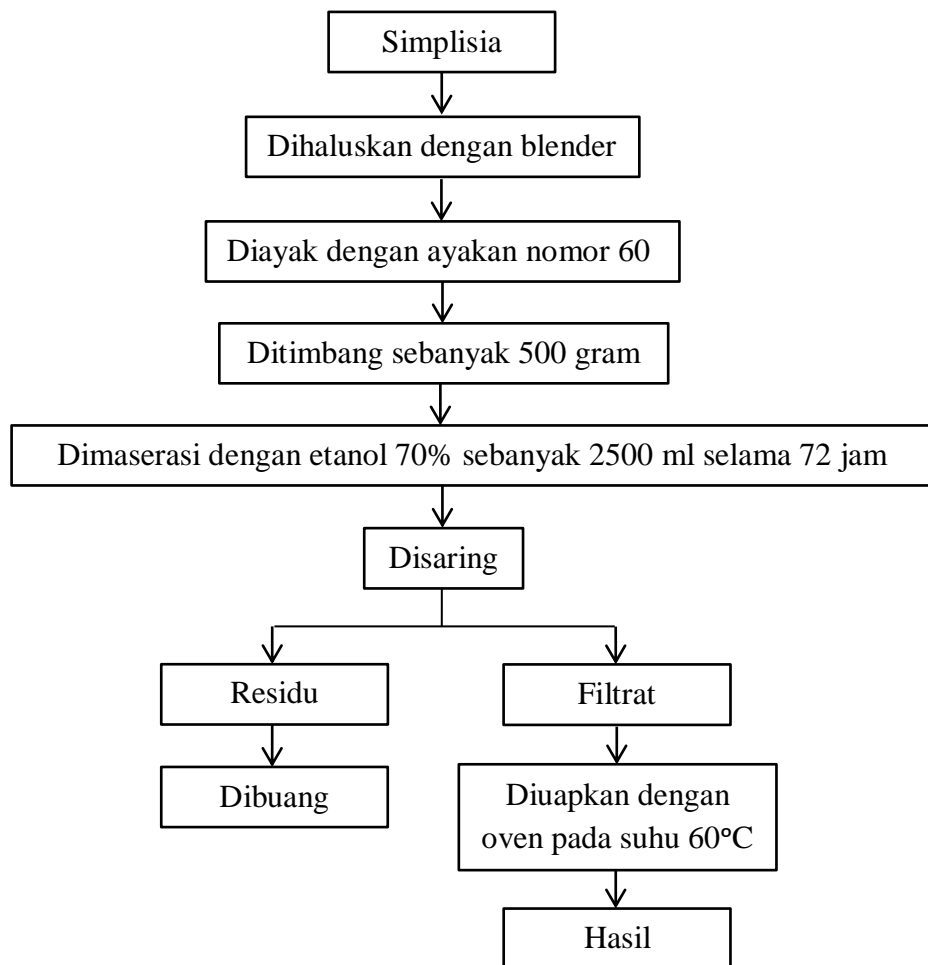 Simplisia
Dihaluskan dengan blender
Diayak dengan ayakan nomor 60
Ditimbang sebanyak 500 gram
Dimaserasi dengan etanol 70% sebanyak 2500 ml selama 72 jam
Disaring
Residu
Filtrat
Dibuang
Diuapkan dengan
oven pada suhu 60°C
Hasil